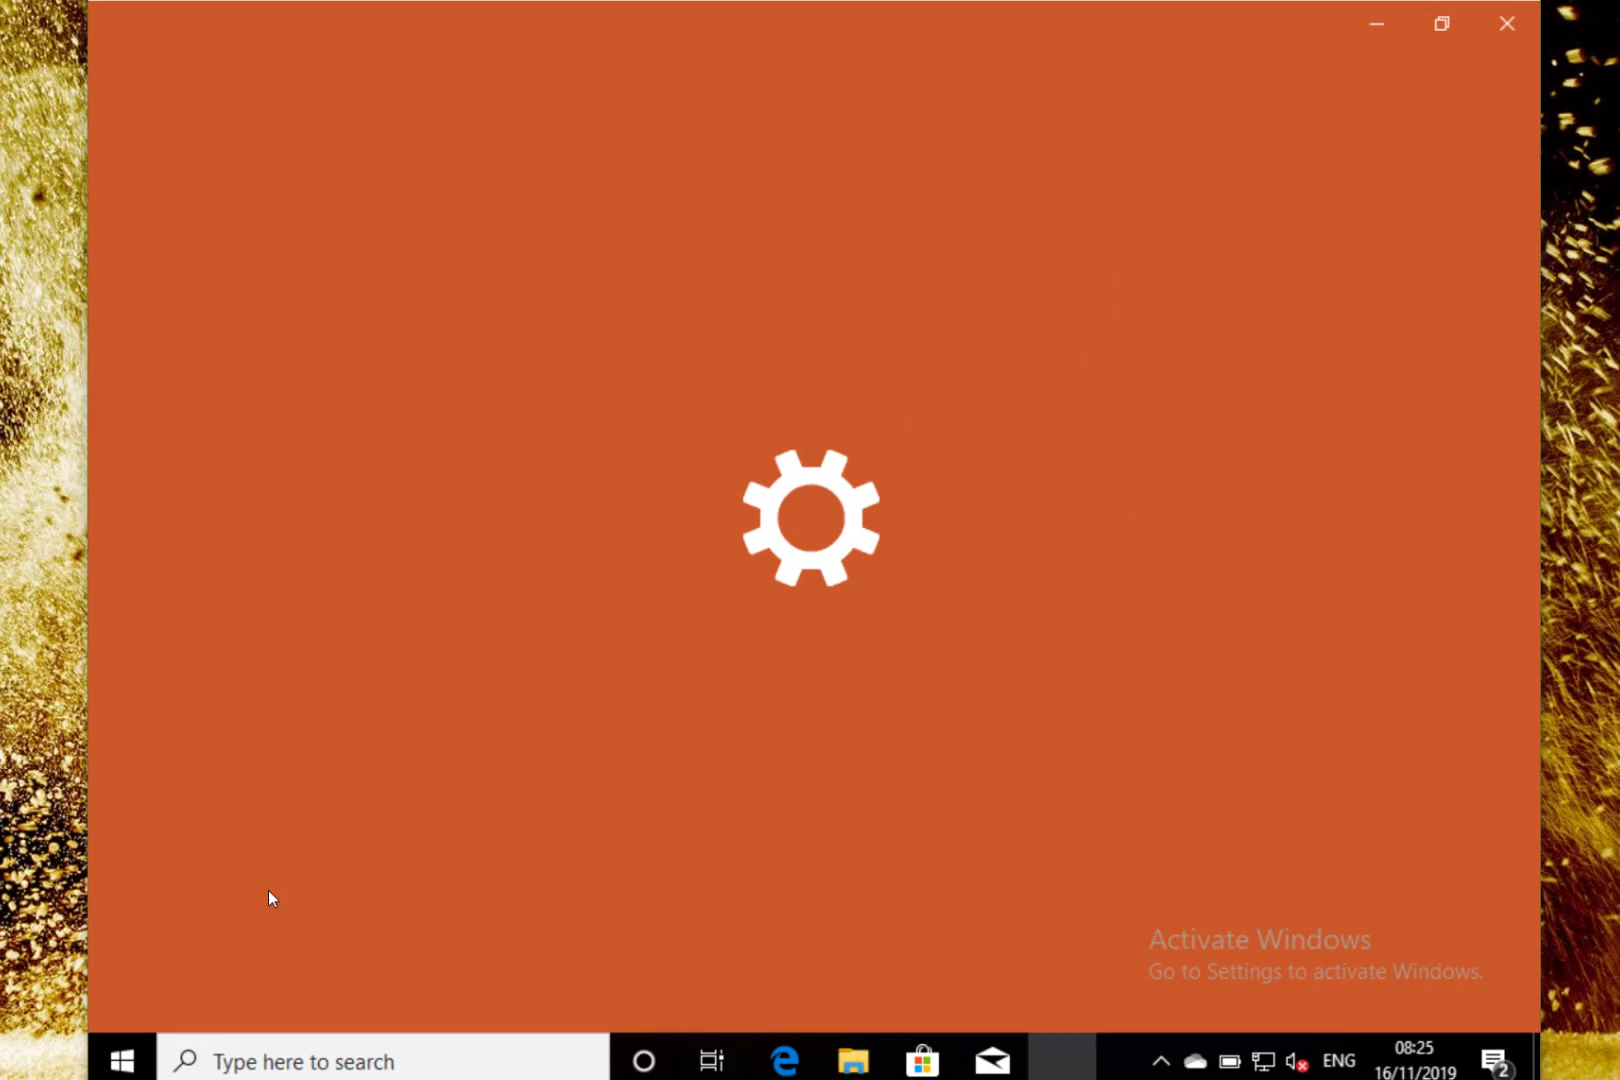 Activate Windows
Go to Settings to activate Windows.
Type here to search
ENG
08:25
16/11/2019
2